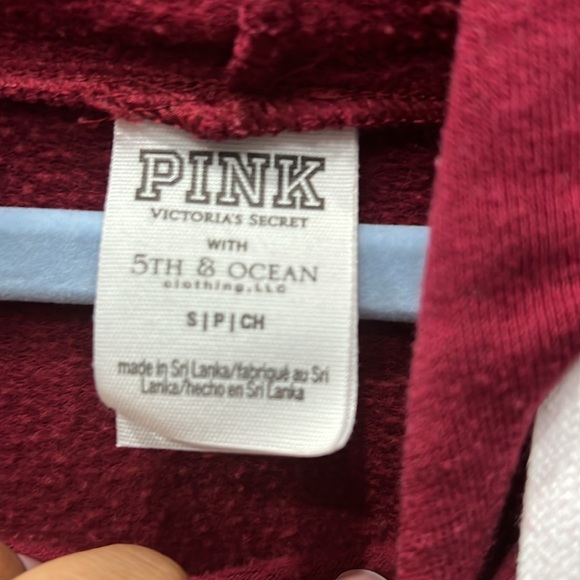 PINK
VICTORIA'S SECRET
WITH
5TH & OCEAN
clothing, LLC
S|P|CH
made in Sri Lanka/fabriqué au Sri
Lanka/hecho en Sri Lanka